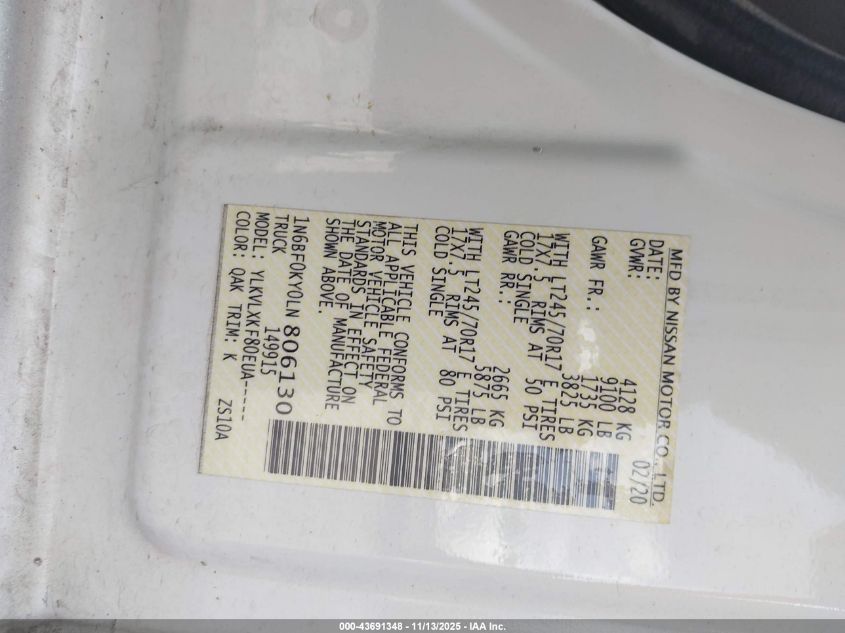 MFD BY NISSAN MOTOR CO., LTD.
DATE: 02/20
GVWR: 4128 KG
9100 LB
GAWR FR.: 1735 KG
3825 LB
WITH LT245/70R17 E TIRES
17X7.5 RIMS AT 50 PSI
COLD SINGLE
GAWR RR.: 2665 KG
5875 LB
WITH LT245/70R17 E TIRES
17X7.5 RIMS AT 80 PSI
COLD SINGLE
THIS VEHICLE CONFORMS TO
ALL APPLICABLE FEDERAL
MOTOR VEHICLE SAFETY
STANDARDS IN EFFECT ON
THE DATE OF MANUFACTURE
SHOWN ABOVE.
1N6BF0KY0LN 806130
TRUCK 149915
MODEL: YLKVLXKF80EUA-----
COLOR: QAK TRIM: K ZS10A
000-43691348 - 11/13/2025 - IAA Inc.